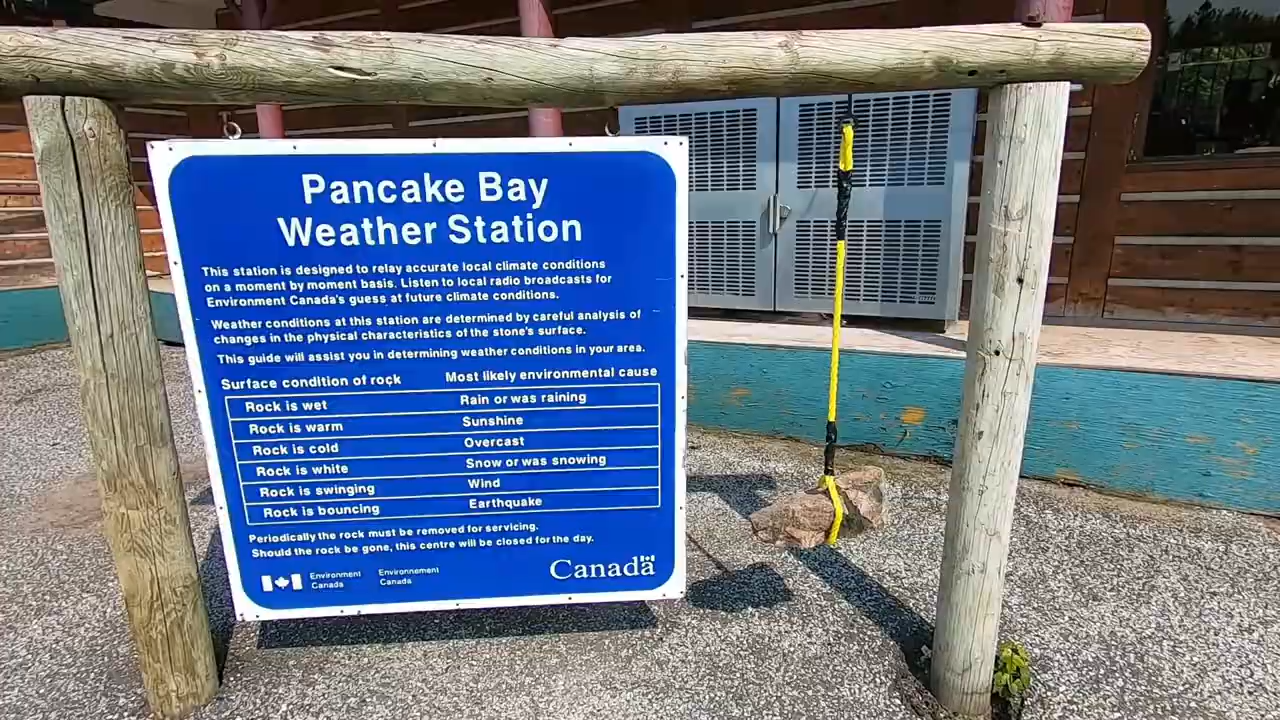 Pancake Bay
Weather Station
This station is designed to relay accurate local climate conditions
on a moment by moment basis. Listen to local radio broadcasts for
Environment Canada's guess at future climate conditions.
Weather conditions at this station are determined by careful analysis of
changes in the physical characteristics of the stone's surface.
This guide will assist you in determining weather conditions in your area.
Surface condition of rock Most likely environmental cause
Rock is wet Rain or was raining
Rock is warm Sunshine
Rock is cold Overcast
Rock is white Snow or was snowing
Rock is swinging Wind
Rock is bouncing Earthquake
Periodically the rock must be removed for servicing.
Should the rock be gone, this centre will be closed for the day.
Environment Environnement
Canada Canada
Canada